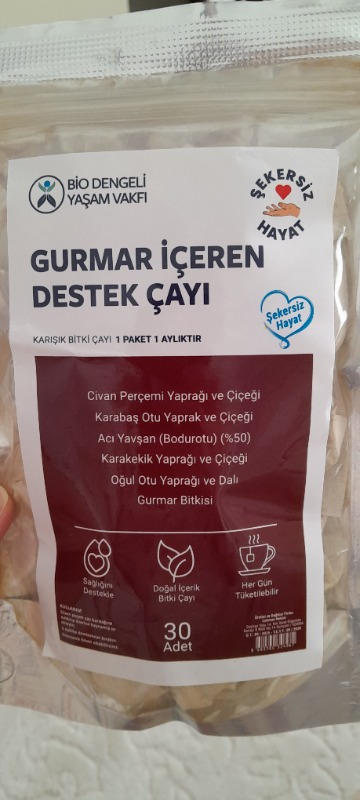 BİO DENGELİ
YAŞAM VAKFI
ŞEKERSİZ
HAYAT
GURMAR İÇEREN
DESTEK ÇAYI
Şekersiz
Hayat
KARIŞIK BİTKİ ÇAYI 1 PAKET 1 AYLIKTIR
Civan Perçemi Yaprağı ve Çiçeği
Karabaş Otu Yaprak ve Çiçeği
Acı Yavşan (Bodurotu) (%50)
Karakekik Yaprağı ve Çiçeği
Oğul Otu Yaprağı ve Dalı
Gurmar Bitkisi
Sağlığını
Destekle
Doğal İçerik
Bitki Çayı
Her Gün
Tüketilebilir
30
Adet